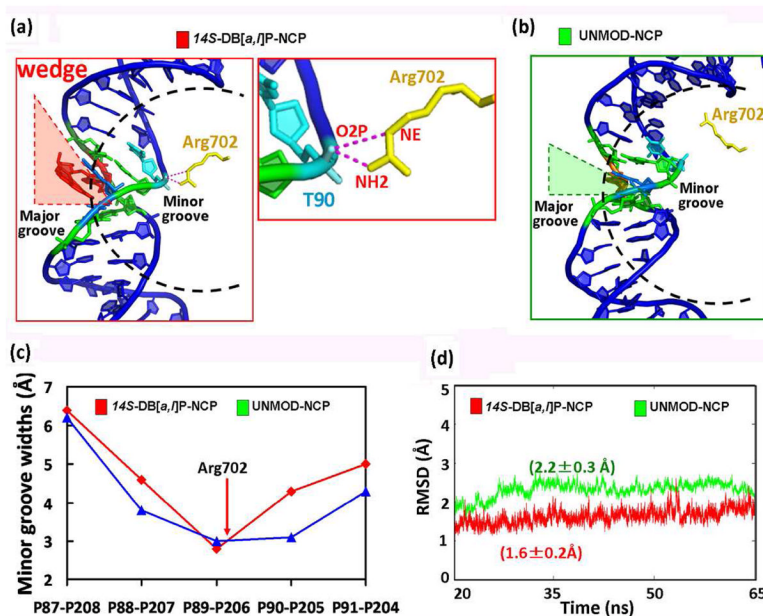 (a)
14S-DB[a,l]P-NCP
wedge
Arg702
Major
groove
Minor
groove
O2P
NE
NH2
T90
Arg702
(b)
UNMOD-NCP
Arg702
Major
groove
Minor
groove
(c)
Minor groove widths (Å)
7
6
5
4
3
2
14S-DB[a,l]P-NCP
UNMOD-NCP
Arg702
P87-P208 P88-P207 P89-P206 P90-P205 P91-P204
(d)
RMSD (Å)
5
4
3
2
1
0
14S-DB[a,l]P-NCP
UNMOD-NCP
(2.2±0.3 Å)
(1.6±0.2Å)
20 35 50 65
Time (ns)